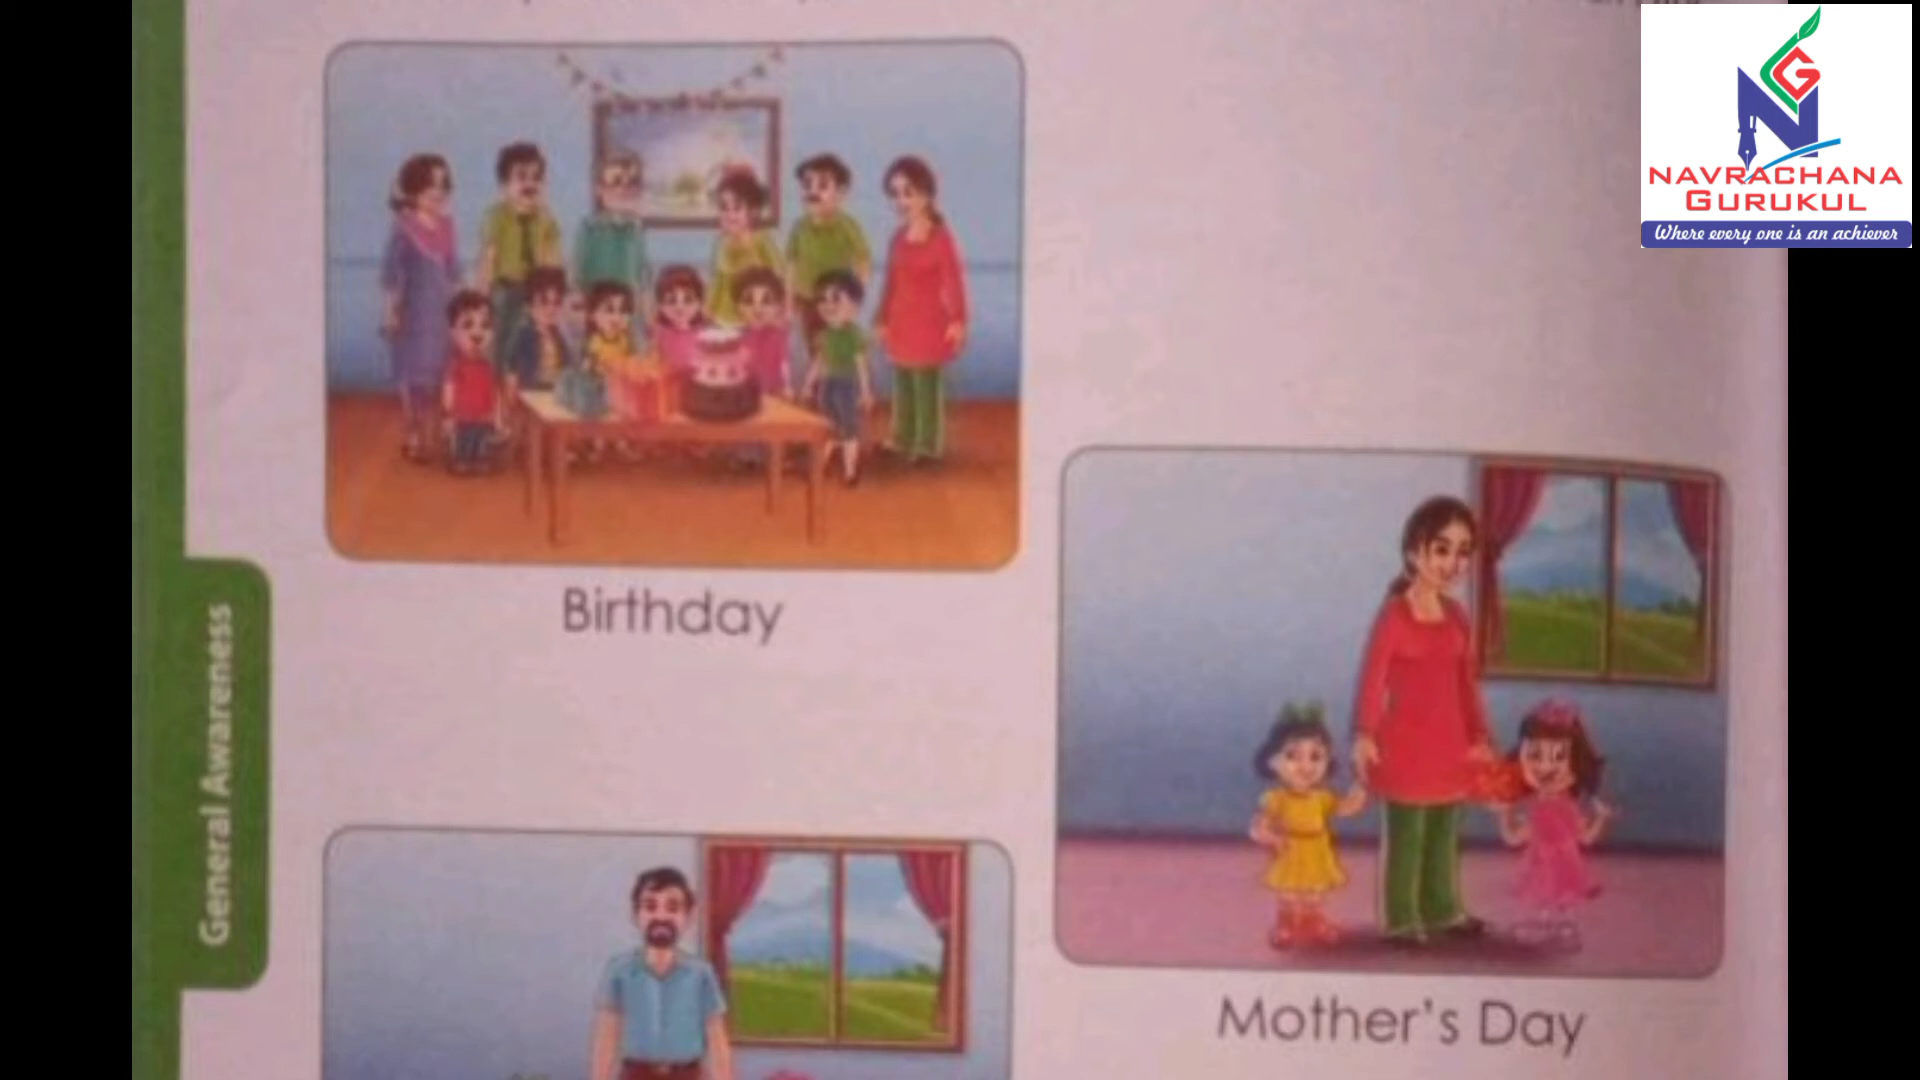 NAVRACHANA
GURUKUL
Where every one is an achiever
Birthday
General Awareness
Mother's Day